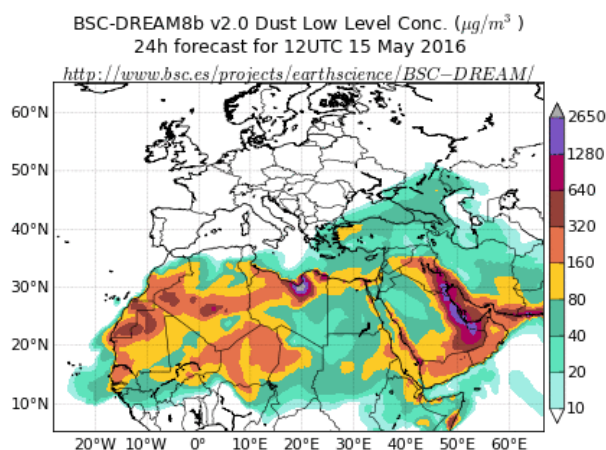 BSC-DREAM8b v2.0 Dust Low Level Conc. (μg/m³ )
24h forecast for 12UTC 15 May 2016
http://www.bsc.es/projects/earthscience/BSC−DREAM/
60°N
50°N
40°N
30°N
20°N
10°N
20°W 10°W 0° 10°E 20°E 30°E 40°E 50°E 60°E
2650
1280
640
320
160
80
40
20
10